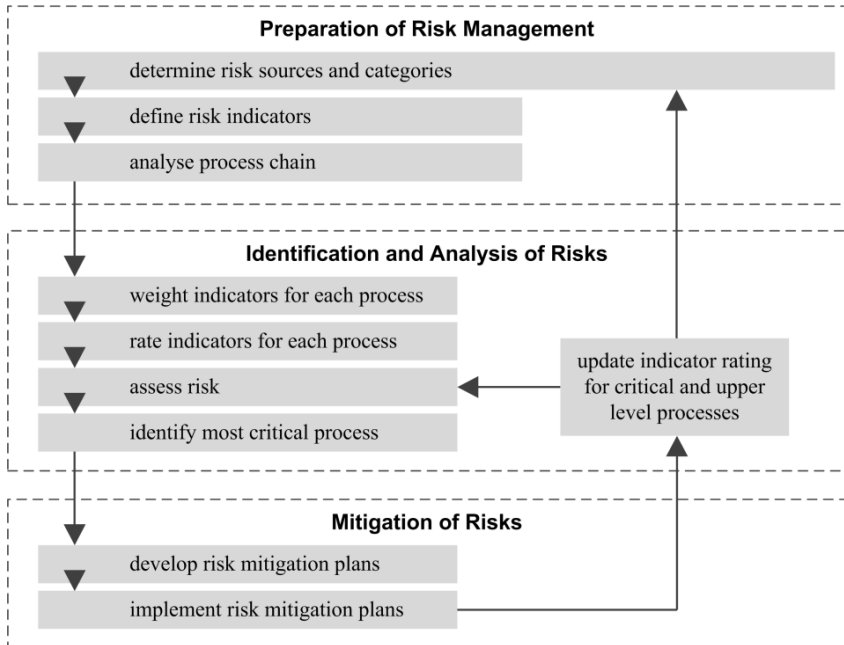 Preparation of Risk Management
determine risk sources and categories
define risk indicators
analyse process chain
Identification and Analysis of Risks
weight indicators for each process
rate indicators for each process
assess risk
identify most critical process
update indicator rating
for critical and upper
level processes
Mitigation of Risks
develop risk mitigation plans
implement risk mitigation plans